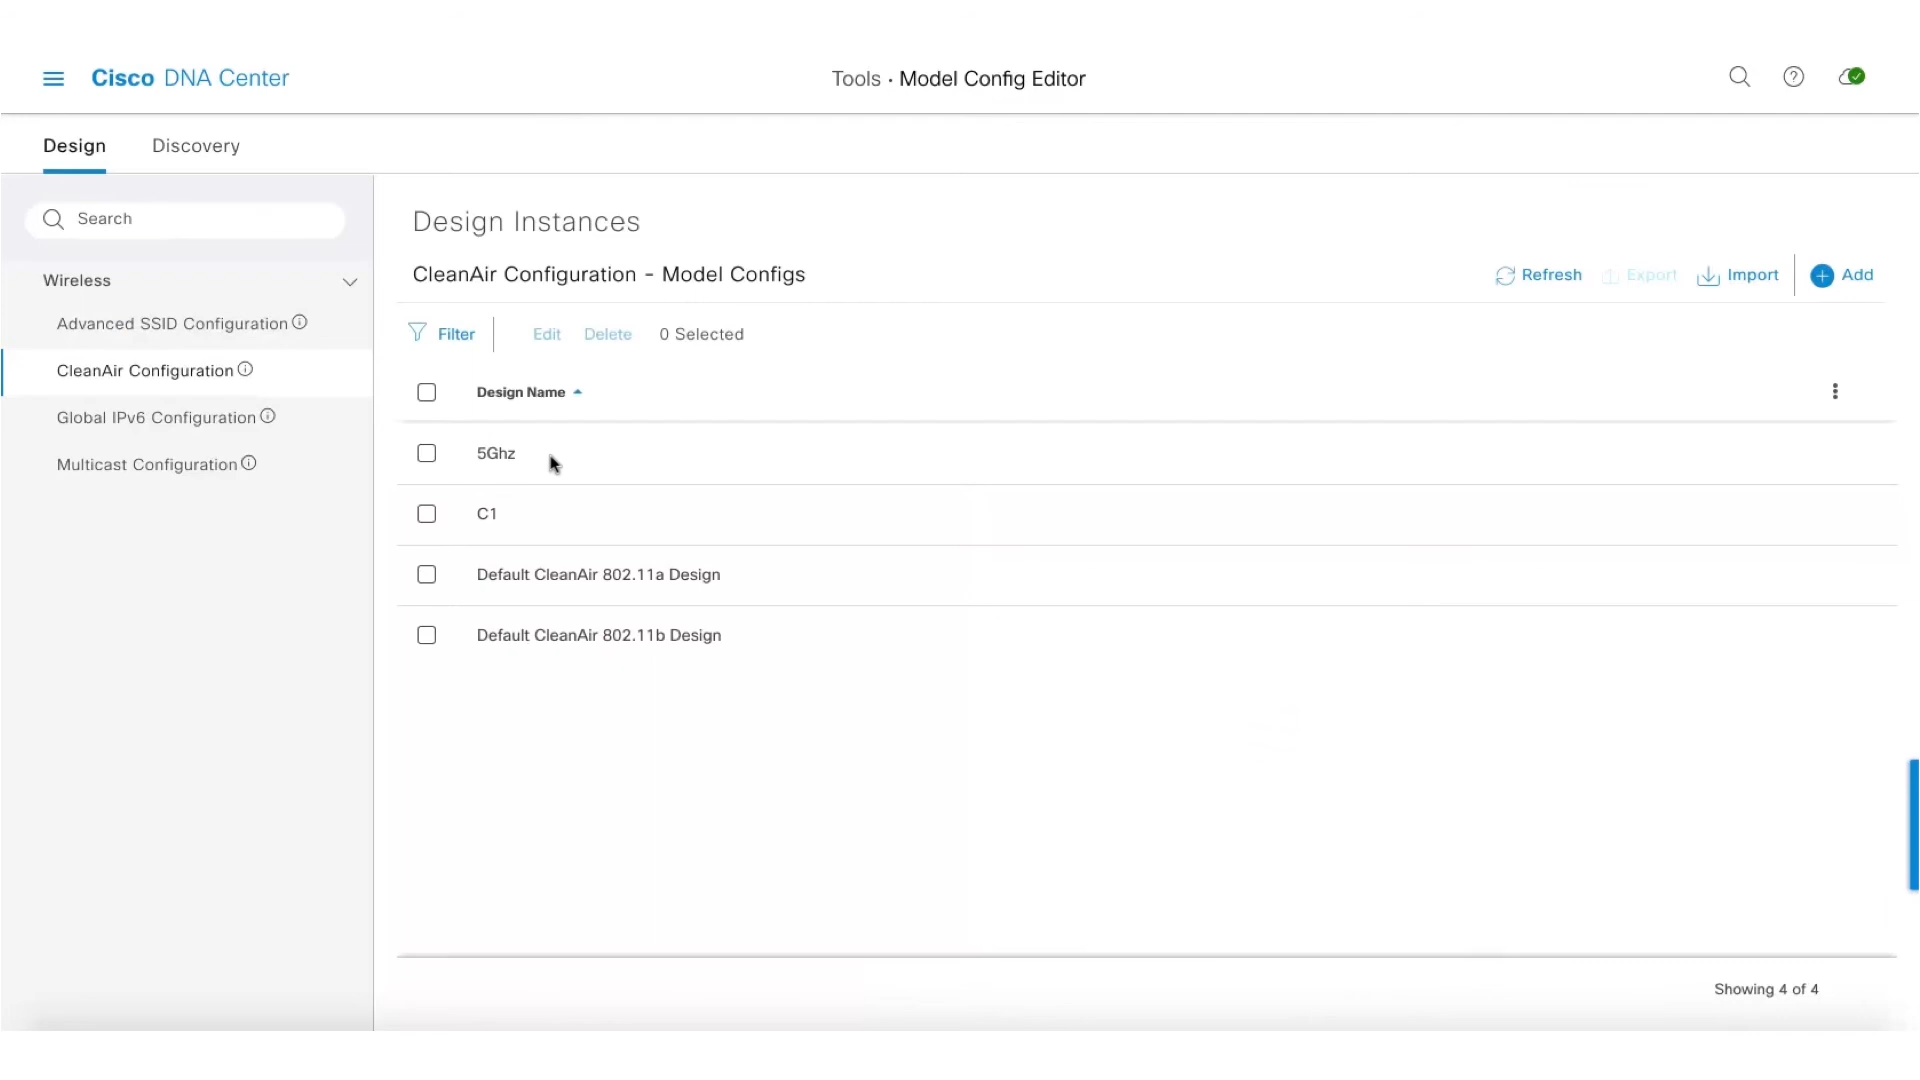 Cisco DNA Center
Tools · Model Config Editor
Design Discovery
Search
Wireless
Advanced SSID Configuration
CleanAir Configuration
Global IPv6 Configuration
Multicast Configuration
Design Instances
CleanAir Configuration - Model Configs
Refresh Export Import Add
Filter Edit Delete 0 Selected
Design Name
5Ghz
C1
Default CleanAir 802.11a Design
Default CleanAir 802.11b Design
Showing 4 of 4